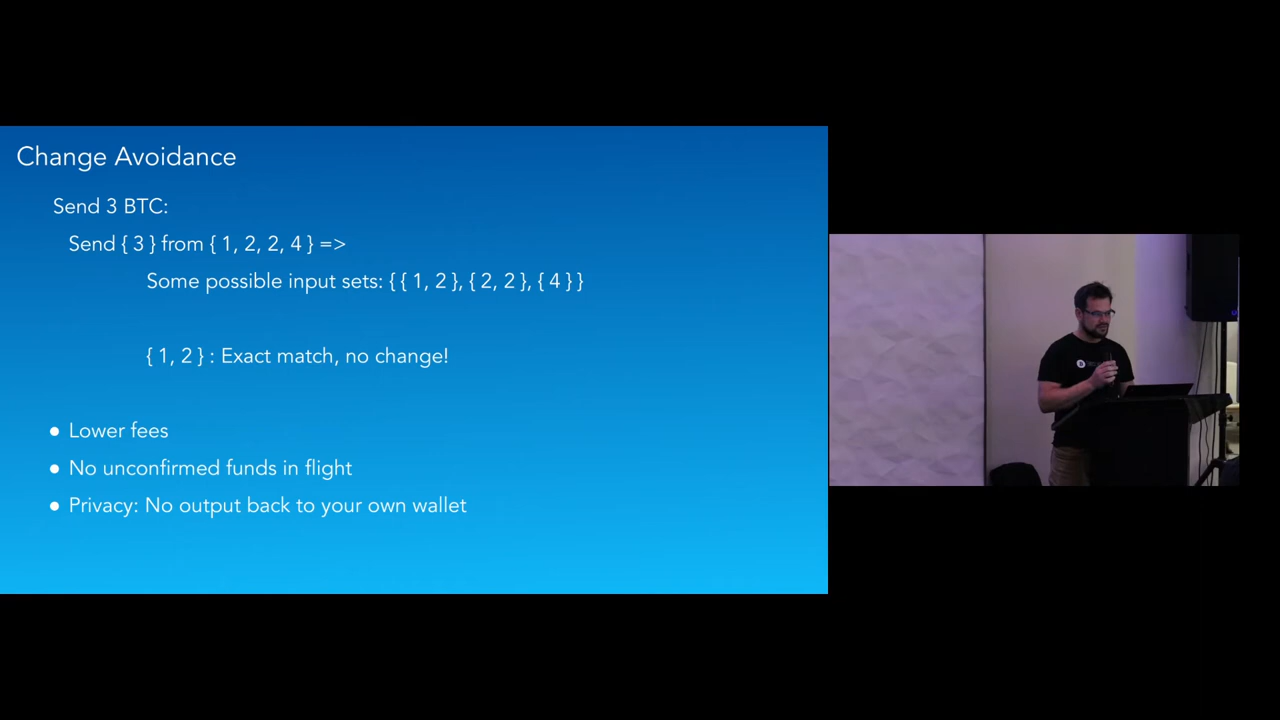 Change Avoidance
Send 3 BTC:
Send { 3 } from { 1, 2, 2, 4 } =>
Some possible input sets: { { 1, 2 }, { 2, 2 }, { 4 } }
{ 1, 2 } : Exact match, no change!
● Lower fees
● No unconfirmed funds in flight
● Privacy: No output back to your own wallet